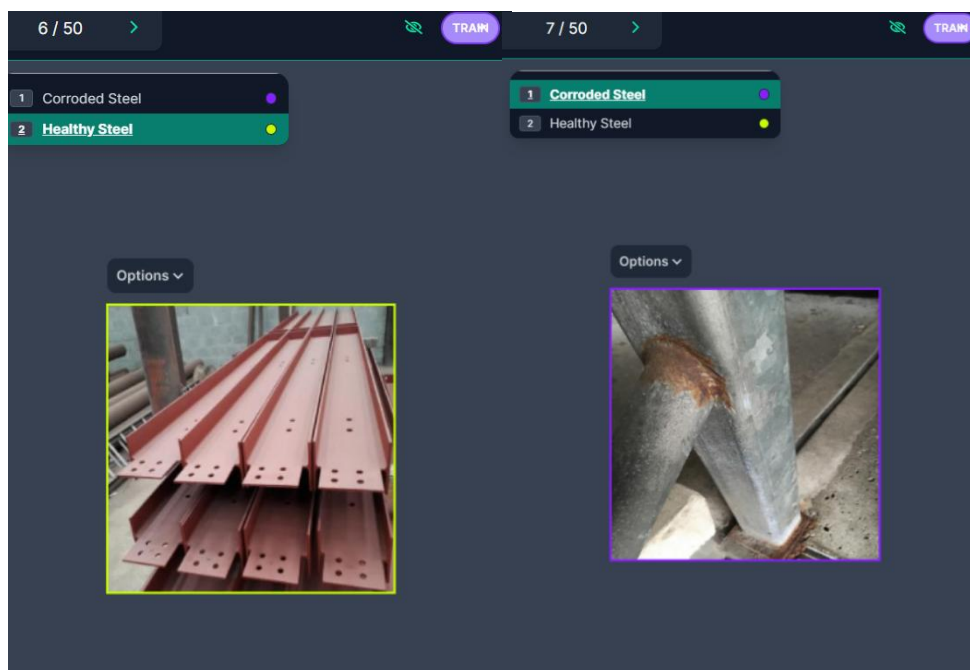 6 / 50
TRAIN
1 Corroded Steel
2 Healthy Steel
Options
7 / 50
TRAIN
1 Corroded Steel
2 Healthy Steel
Options